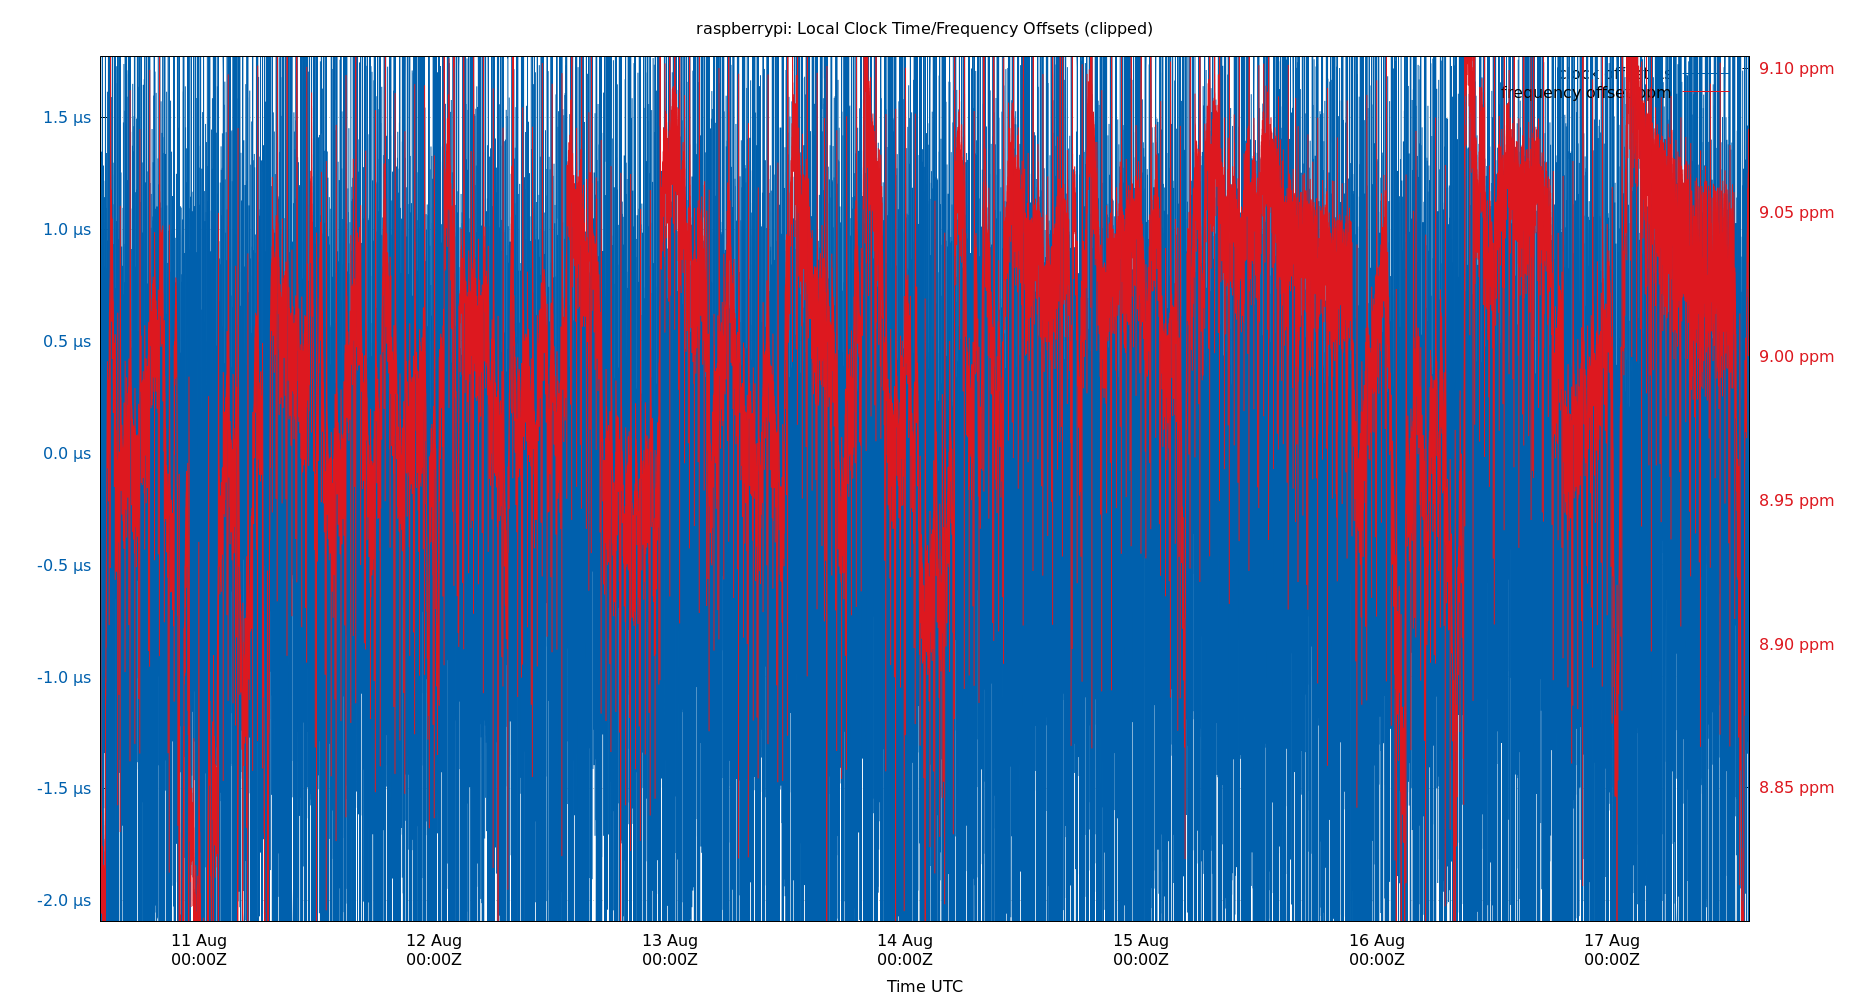 raspberrypi: Local Clock Time/Frequency Offsets (clipped)
clock offset
frequency offset ppm
1.5 µs
1.0 µs
0.5 µs
0.0 µs
-0.5 µs
-1.0 µs
-1.5 µs
-2.0 µs
9.10 ppm
9.05 ppm
9.00 ppm
8.95 ppm
8.90 ppm
8.85 ppm
11 Aug
00:00Z
12 Aug
00:00Z
13 Aug
00:00Z
14 Aug
00:00Z
15 Aug
00:00Z
16 Aug
00:00Z
17 Aug
00:00Z
Time UTC